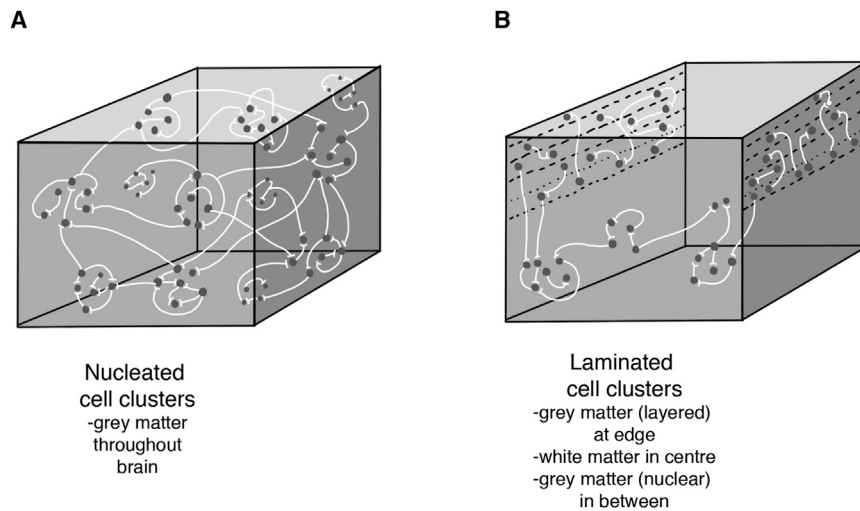 A
B
Nucleated
cell clusters
-grey matter
throughout
brain
Laminated
cell clusters
-grey matter (layered)
at edge
-white matter in centre
-grey matter (nuclear)
in between